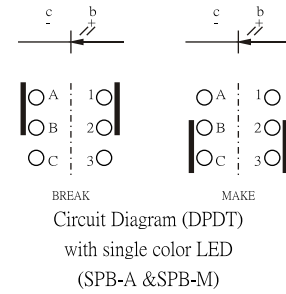 c b c b
- + - +
A 1 A 1
B 2 B 2
C 3 C 3
BREAK MAKE
Circuit Diagram (DPDT)
with single color LED
(SPB-A &SPB-M)